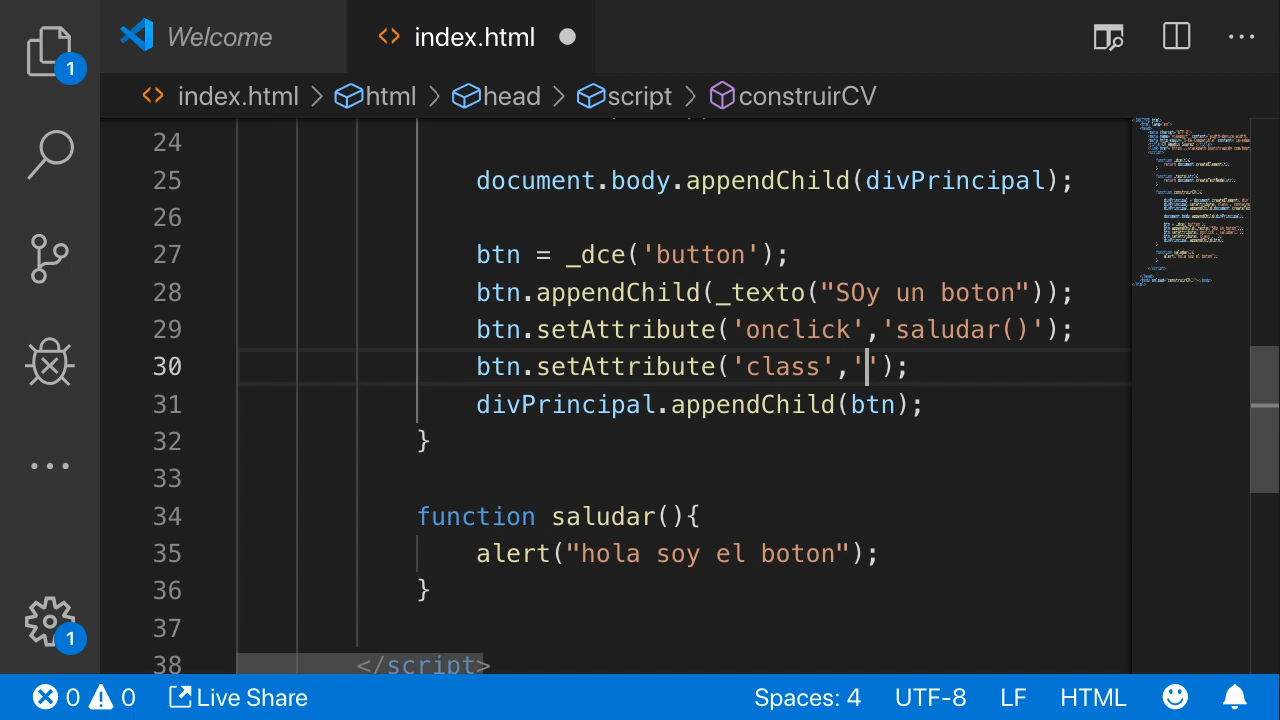 1
Welcome
index.html
index.html > html > head > script > construirCV
24
25 document.body.appendChild(divPrincipal);
26
27 btn = _dce('button');
28 btn.appendChild(_texto("SOy un boton"));
29 btn.setAttribute('onclick','saludar()');
30 btn.setAttribute('class','');
31 divPrincipal.appendChild(btn);
32 }
33
34 function saludar(){
35 alert("hola soy el boton");
36 }
37
38 </script>
1
0 0 Live Share Spaces: 4 UTF-8 LF HTML